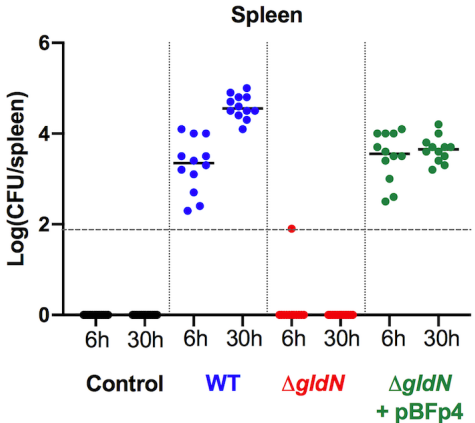 Spleen
Log(CFU/spleen)
6
4
2
0
6h 30h 6h 30h 6h 30h 6h 30h
Control WT ΔgldN ΔgldN
+ pBFp4